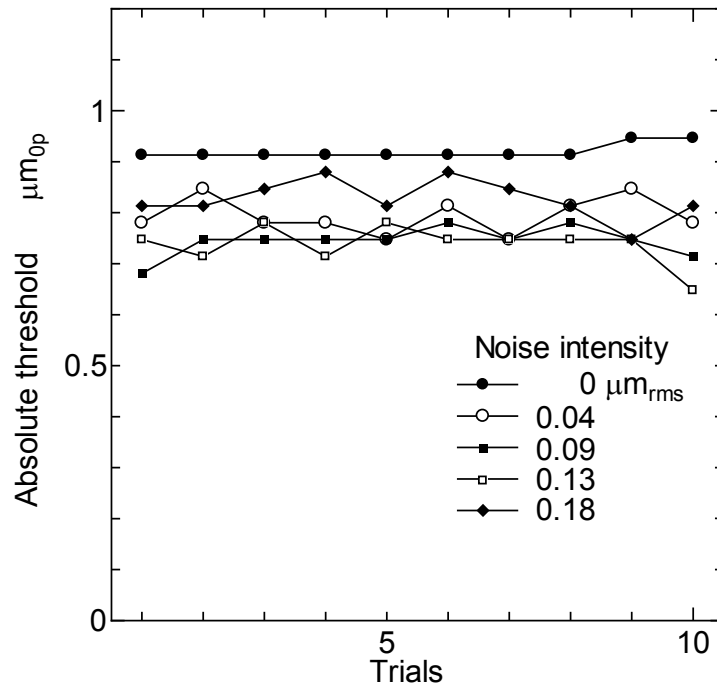 Absolute threshold μm0p
1
0.5
0
5
10
Trials
Noise intensity
0 μmrms
0.04
0.09
0.13
0.18